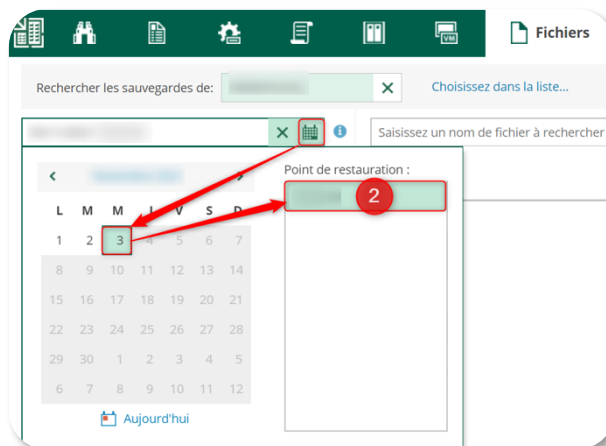 VM
Fichiers
Rechercher les sauvegardes de:
Choisissez dans la liste...
Saisissez un nom de fichier à rechercher
Point de restauration :
2
L M M J V S D
1 2 3 4 5 6 7
8 9 10 11 12 13 14
15 16 17 18 19 20 21
22 23 24 25 26 27 28
29 30 1 2 3 4 5
6 7 8 9 10 11 12
Aujourd'hui